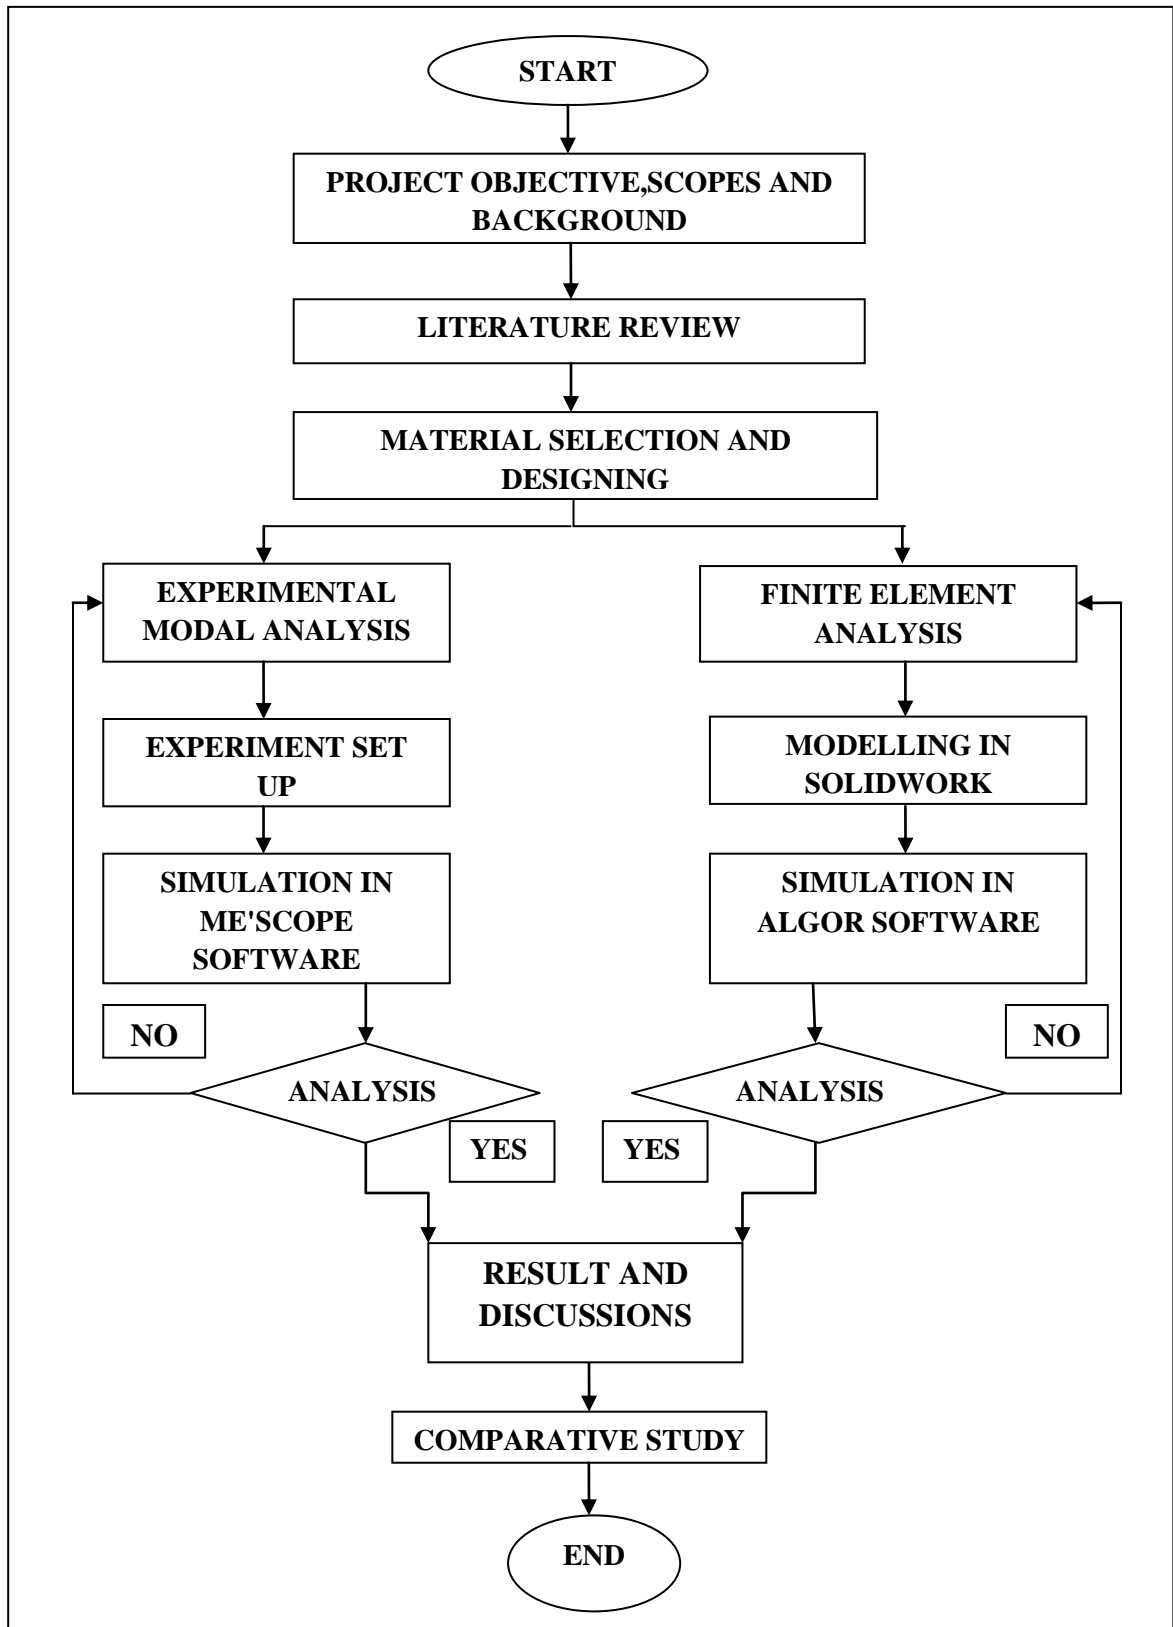 START
PROJECT OBJECTIVE,SCOPES AND
BACKGROUND
LITERATURE REVIEW
MATERIAL SELECTION AND
DESIGNING
EXPERIMENTAL
MODAL ANALYSIS
EXPERIMENT SET
UP
SIMULATION IN
ME'SCOPE
SOFTWARE
NO
ANALYSIS
YES
FINITE ELEMENT
ANALYSIS
MODELLING IN
SOLIDWORK
SIMULATION IN
ALGOR SOFTWARE
NO
ANALYSIS
YES
RESULT AND
DISCUSSIONS
COMPARATIVE STUDY
END